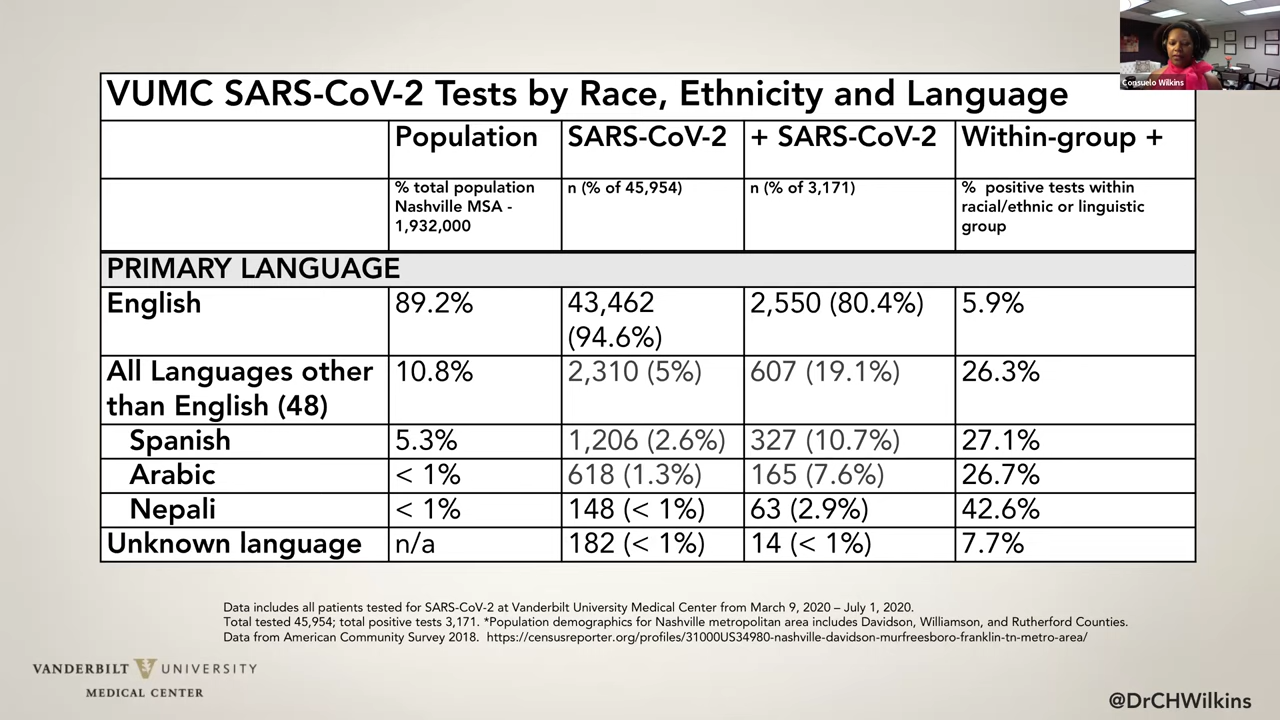 Consuelo Wilkins
VUMC SARS-CoV-2 Tests by Race, Ethnicity and Language
Population SARS-CoV-2 + SARS-CoV-2 Within-group +
% total population
Nashville MSA -
1,932,000
n (% of 45,954)
n (% of 3,171)
% positive tests within
racial/ethnic or linguistic
group
PRIMARY LANGUAGE
English 89.2% 43,462 2,550 (80.4%) 5.9%
(94.6%)
All Languages other 10.8% 2,310 (5%) 607 (19.1%) 26.3%
than English (48)
Spanish 5.3% 1,206 (2.6%) 327 (10.7%) 27.1%
Arabic < 1% 618 (1.3%) 165 (7.6%) 26.7%
Nepali < 1% 148 (< 1%) 63 (2.9%) 42.6%
Unknown language n/a 182 (< 1%) 14 (< 1%) 7.7%
Data includes all patients tested for SARS-CoV-2 at Vanderbilt University Medical Center from March 9, 2020 – July 1, 2020.
Total tested 45,954; total positive tests 3,171. *Population demographics for Nashville metropolitan area includes Davidson, Williamson, and Rutherford Counties.
Data from American Community Survey 2018. https://censusreporter.org/profiles/31000US34980-nashville-davidson-murfreesboro-franklin-tn-metro-area/
VANDERBILT V UNIVERSITY
MEDICAL CENTER
@DrCHWilkins